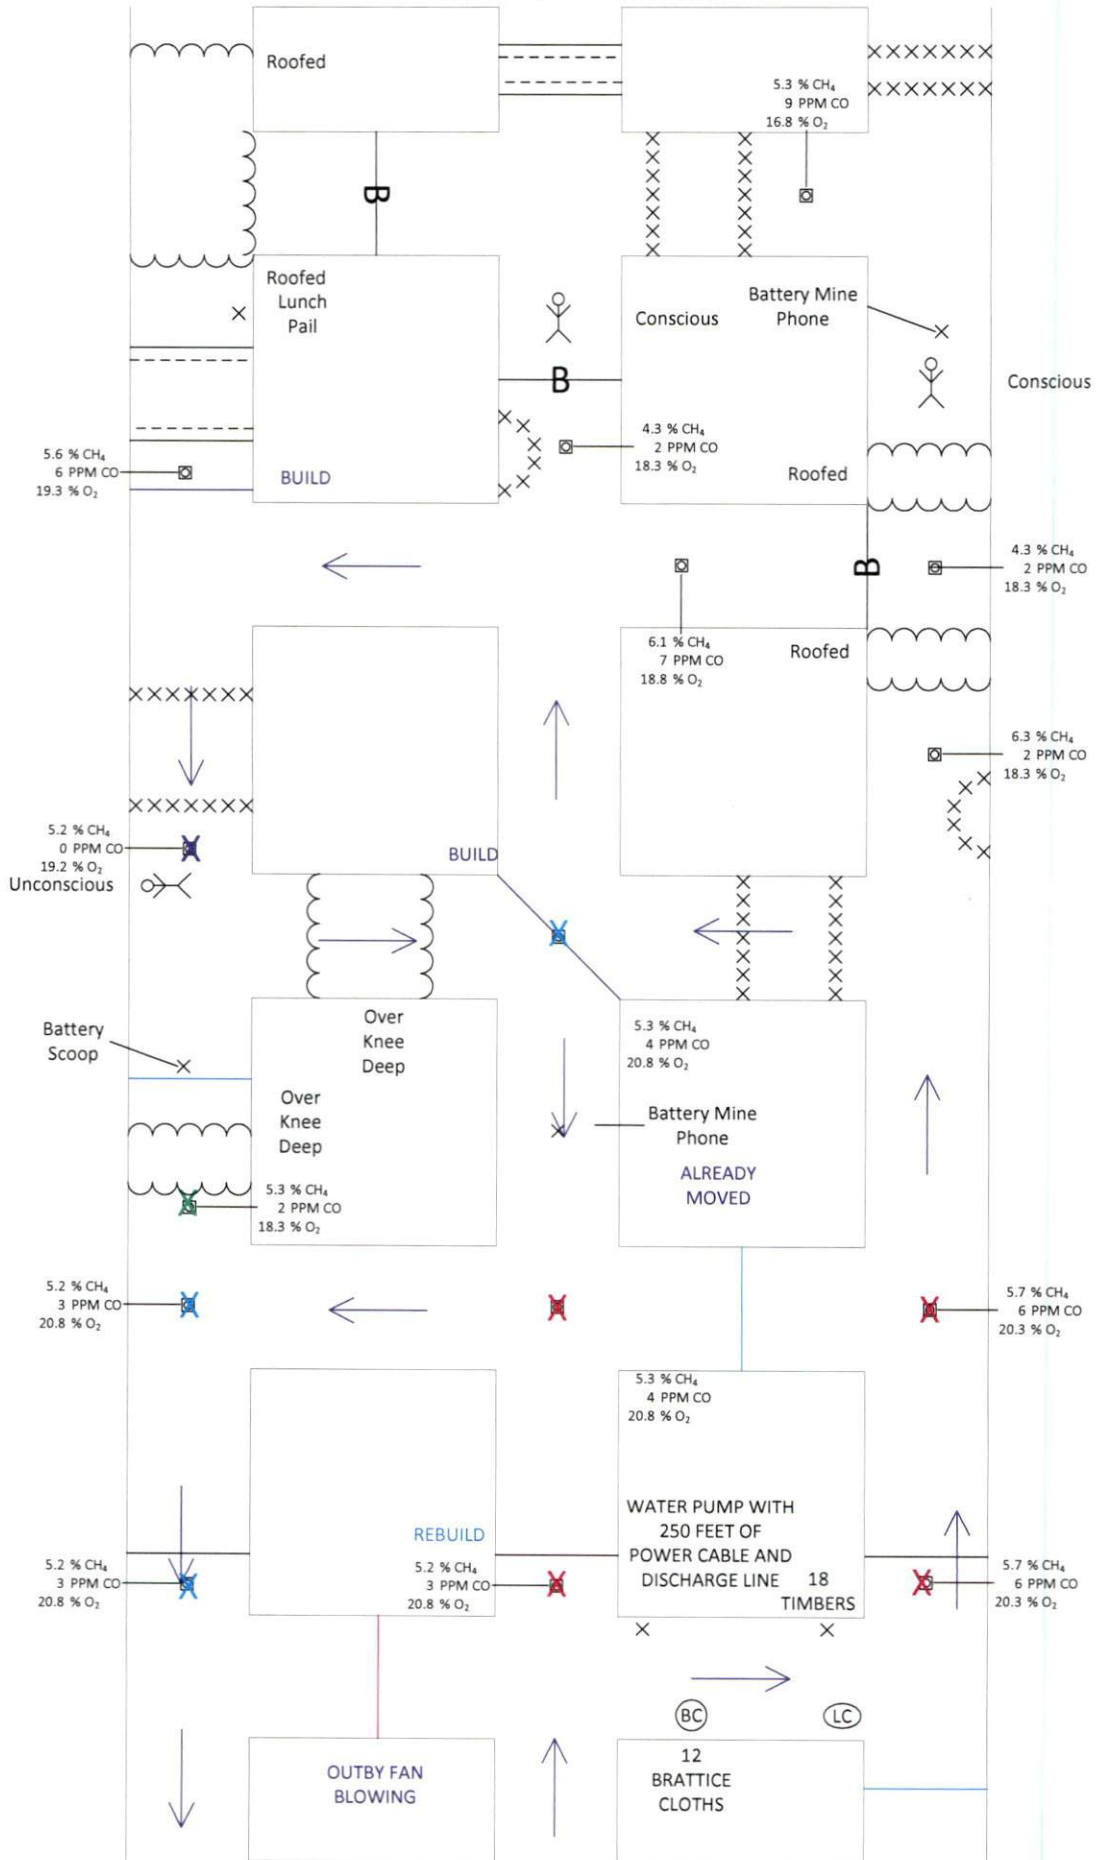 Roofed
5.3 % CH₄
9 PPM CO
16.8 % O₂
B
Roofed
Lunch
Pail
Conscious
Battery Mine
Phone
Conscious
B
4.3 % CH₄
2 PPM CO
18.3 % O₂
5.6 % CH₄
6 PPM CO
19.3 % O₂
BUILD
Roofed
B
4.3 % CH₄
2 PPM CO
18.3 % O₂
6.1 % CH₄
7 PPM CO
18.8 % O₂
Roofed
6.3 % CH₄
2 PPM CO
18.3 % O₂
5.2 % CH₄
0 PPM CO
19.2 % O₂
Unconscious
BUILD
Battery
Scoop
Over
Knee
Deep
5.3 % CH₄
4 PPM CO
20.8 % O₂
Over
Knee
Deep
Battery Mine
Phone
ALREADY
MOVED
5.3 % CH₄
2 PPM CO
18.3 % O₂
5.2 % CH₄
3 PPM CO
20.8 % O₂
5.7 % CH₄
6 PPM CO
20.3 % O₂
5.3 % CH₄
4 PPM CO
20.8 % O₂
WATER PUMP WITH
250 FEET OF
POWER CABLE AND
DISCHARGE LINE
18
TIMBERS
REBUILD
5.2 % CH₄
3 PPM CO
20.8 % O₂
5.2 % CH₄
3 PPM CO
20.8 % O₂
5.7 % CH₄
6 PPM CO
20.3 % O₂
BC
LC
OUTBY FAN
BLOWING
12
BRATTICE
CLOTHS